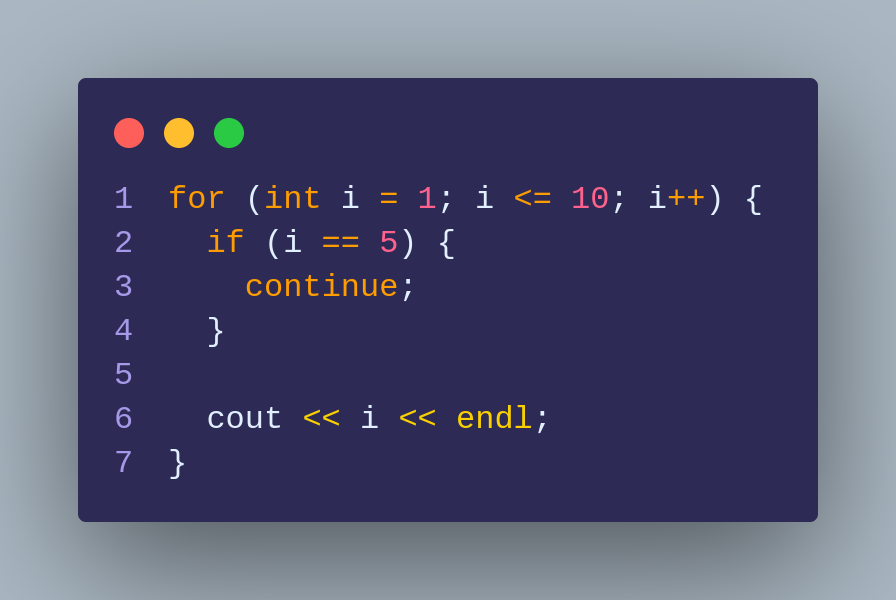 1 for (int i = 1; i <= 10; i++) {
2   if (i == 5) {
3     continue;
4   }
5
6   cout << i << endl;
7 }